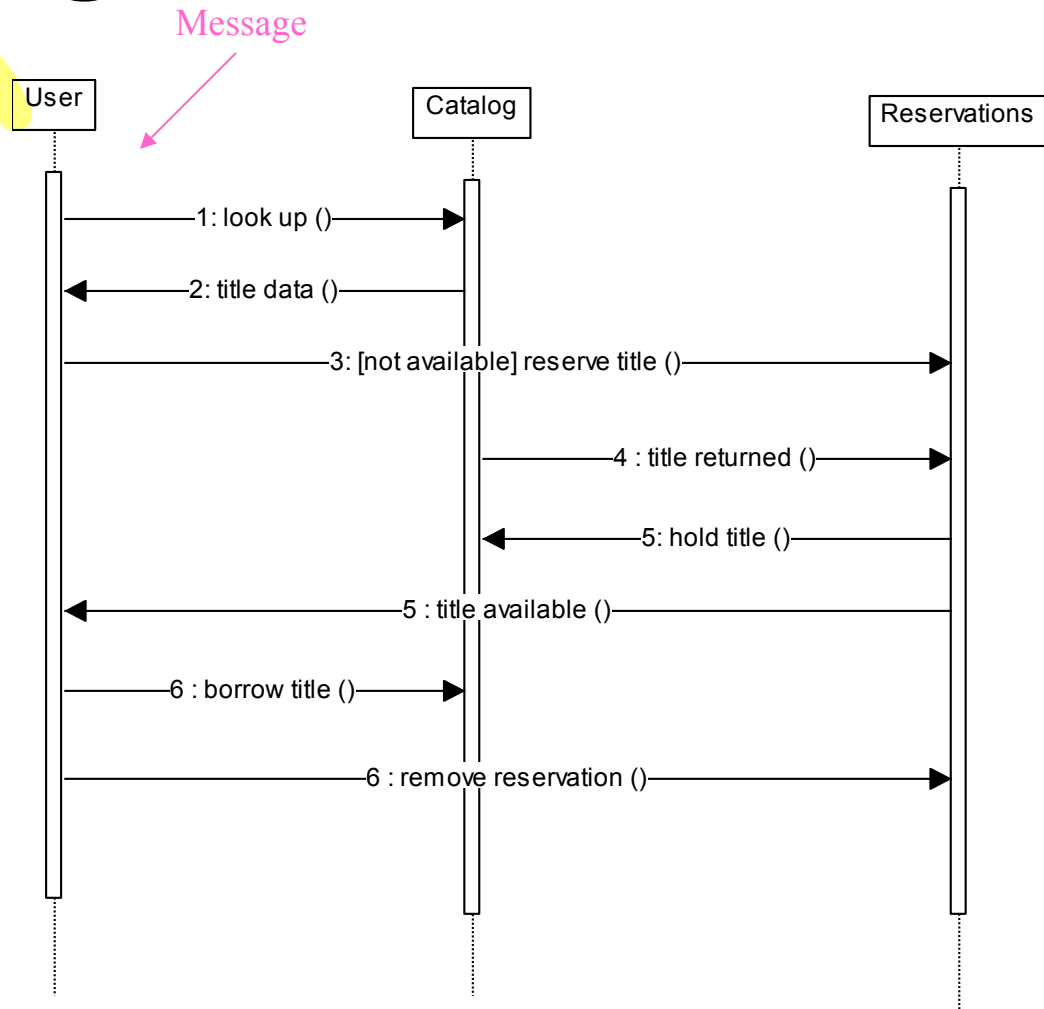 Message
User
Catalog
Reservations
1: look up ()
2: title data ()
3: [not available] reserve title ()
4 : title returned ()
5: hold title ()
5 : title available ()
6 : borrow title ()
6 : remove reservation ()